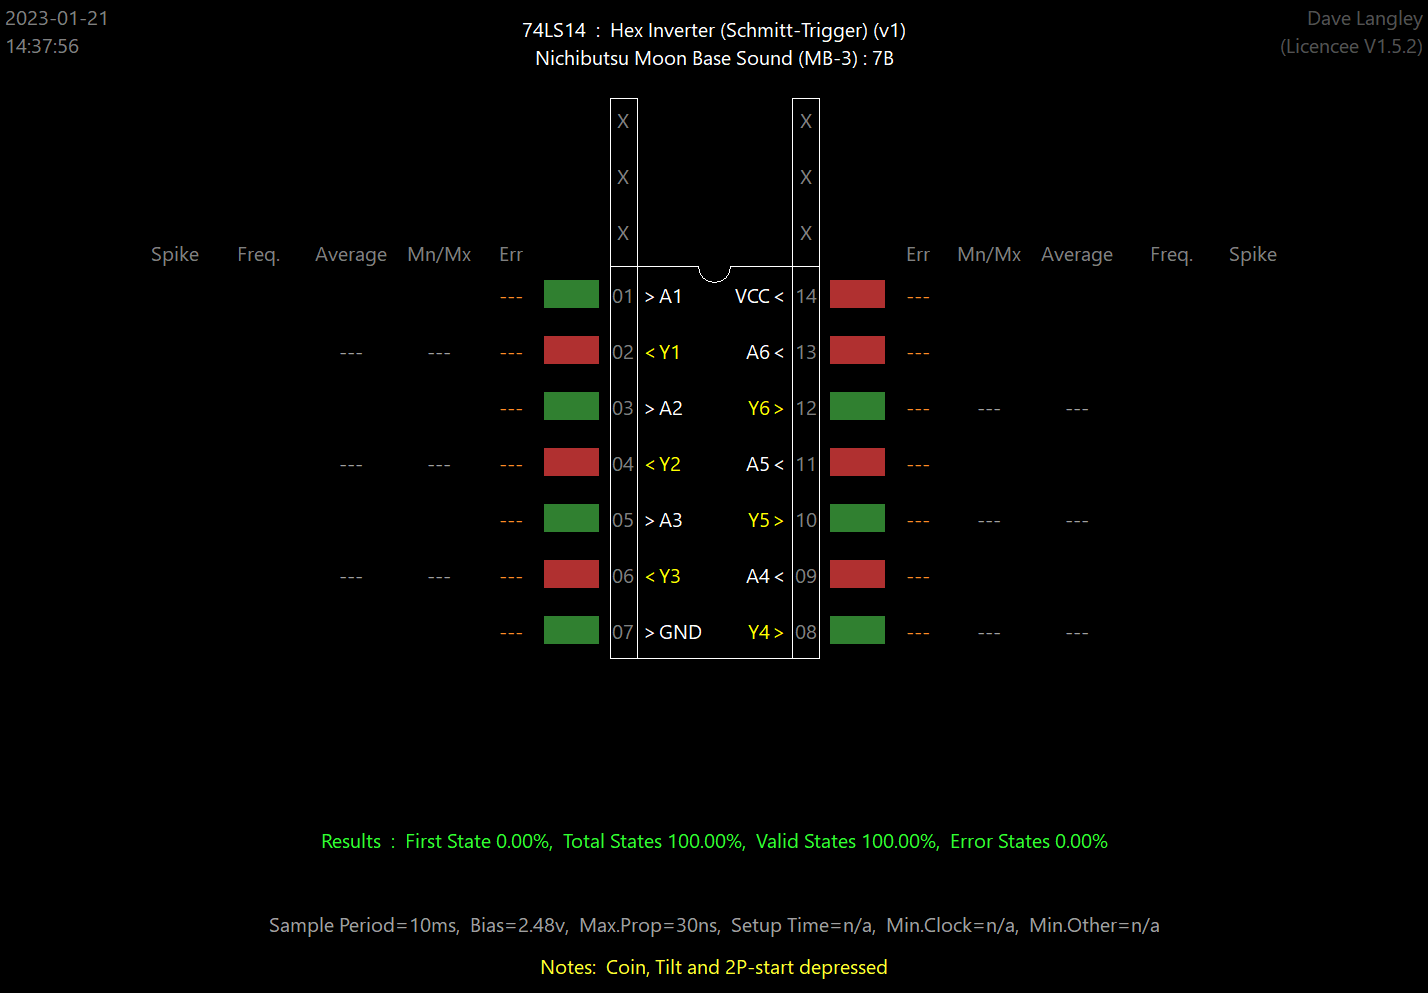 2023-01-21
14:37:56
74LS14 : Hex Inverter (Schmitt-Trigger) (v1)
Nichibutsu Moon Base Sound (MB-3) : 7B
Dave Langley
(Licencee V1.5.2)
X X
X X
X X
Spike Freq. Average Mn/Mx Err Err Mn/Mx Average Freq. Spike
--- 01 >A1 VCC< 14 ---
--- --- --- 02 <Y1 A6< 13 ---
--- 03 >A2 Y6> 12 --- --- ---
--- --- --- 04 <Y2 A5< 11 ---
--- 05 >A3 Y5> 10 --- --- ---
--- --- --- 06 <Y3 A4< 09 ---
--- 07 >GND Y4> 08 --- --- ---
Results : First State 0.00%, Total States 100.00%, Valid States 100.00%, Error States 0.00%
Sample Period=10ms, Bias=2.48v, Max.Prop=30ns, Setup Time=n/a, Min.Clock=n/a, Min.Other=n/a
Notes: Coin, Tilt and 2P-start depressed